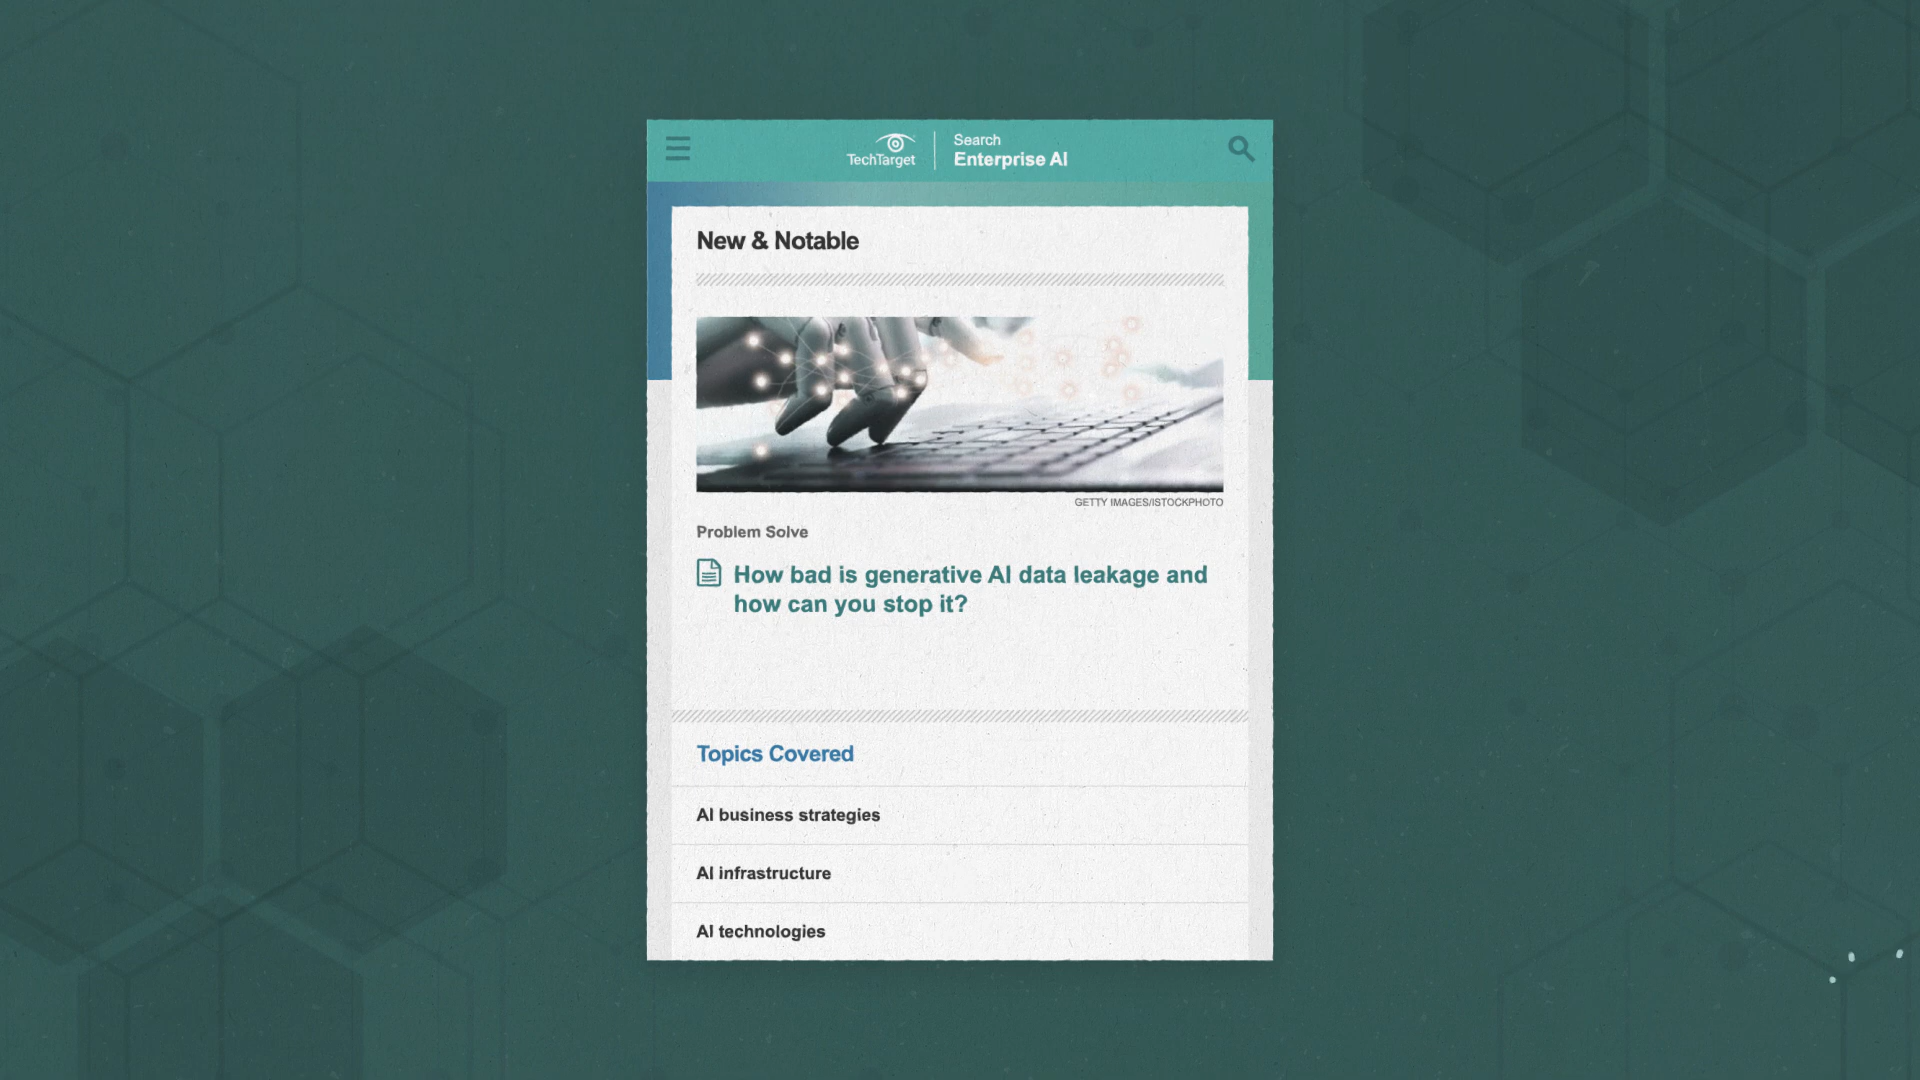 TechTarget
Search
Enterprise AI
New & Notable
GETTY IMAGES/ISTOCKPHOTO
Problem Solve
How bad is generative AI data leakage and
how can you stop it?
Topics Covered
AI business strategies
AI infrastructure
AI technologies